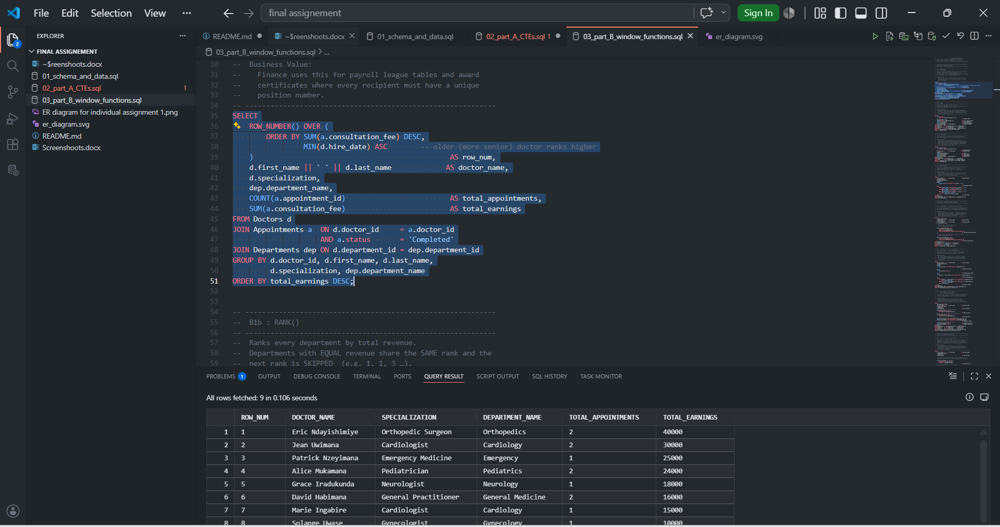 File Edit Selection View ... final assignement Sign In
EXPLORER ...
FINAL ASSIGNEMENT
~$reenshoots.docx
01_schema_and_data.sql
02_part_A_CTEs.sql 1
03_part_B_window_functions.sql
ER diagram for individual assignment 1.png
er_diagram.svg
README.md
Screenshoots.docx
2
README.md ~$reenshoots.docx 01_schema_and_data.sql 02_part_A_CTEs.sql 1 03_part_B_window_functions.sql er_diagram.svg
03_part_B_window_functions.sql > ...
30 -- Business Value:
31 -- Finance uses this for payroll league tables and award
32 -- certificates where every recipient must have a unique
33 -- position number.
34 -- ------------------------------------------------------------
35 SELECT
36 ROW_NUMBER() OVER (
37 ORDER BY SUM(a.consultation_fee) DESC,
38 MIN(d.hire_date) ASC -- older (more senior) doctor ranks higher
39 ) AS row_num,
40 d.first_name || ' ' || d.last_name AS doctor_name,
41 d.specialization,
42 dep.department_name,
43 COUNT(a.appointment_id) AS total_appointments,
44 SUM(a.consultation_fee) AS total_earnings
45 FROM Doctors d
46 JOIN Appointments a ON d.doctor_id = a.doctor_id
47 AND a.status = 'Completed'
48 JOIN Departments dep ON d.department_id = dep.department_id
49 GROUP BY d.doctor_id, d.first_name, d.last_name,
50 d.specialization, dep.department_name
51 ORDER BY total_earnings DESC;
52
53
54 -- ------------------------------------------------------------
55 -- B1b : RANK()
56 -- ------------------------------------------------------------
57 -- Ranks every department by total revenue.
58 -- Departments with EQUAL revenue share the SAME rank and the
59 -- next rank is SKIPPED (e.g. 1, 1, 3 …).
PROBLEMS 1 OUTPUT DEBUG CONSOLE TERMINAL PORTS QUERY RESULT SCRIPT OUTPUT SQL HISTORY TASK MONITOR
All rows fetched: 9 in 0.106 seconds
ROW_NUM DOCTOR_NAME SPECIALIZATION DEPARTMENT_NAME TOTAL_APPOINTMENTS TOTAL_EARNINGS
1 1 Eric Ndayishimiye Orthopedic Surgeon Orthopedics 2 40000
2 2 Jean Uwimana Cardiologist Cardiology 2 30000
3 3 Patrick Nzeyimana Emergency Medicine Emergency 1 25000
4 4 Alice Mukamana Pediatrician Pediatrics 2 24000
5 5 Grace Iradukunda Neurologist Neurology 1 18000
6 6 David Habimana General Practitioner General Medicine 2 16000
7 7 Marie Ingabire Cardiologist Cardiology 1 15000
8 8 Solange Uwase Gynecologist Gynecology 1 10000